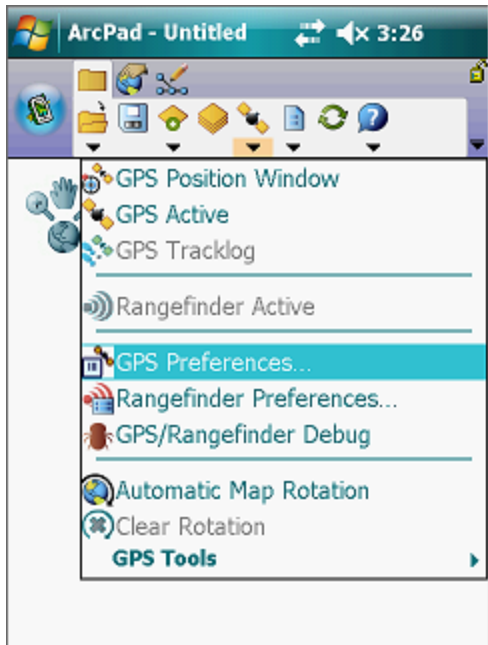 ArcPad - Untitled 3:26
GPS Position Window
GPS Active
GPS Tracklog
Rangefinder Active
GPS Preferences...
Rangefinder Preferences...
GPS/Rangefinder Debug
Automatic Map Rotation
Clear Rotation
GPS Tools